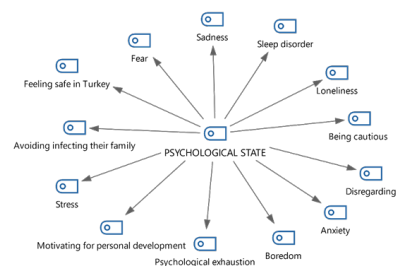 Sadness
Sleep disorder
Fear
Feeling safe in Turkey
Loneliness
Being cautious
Avoiding infecting their family
PSYCHOLOGICAL STATE
Disregarding
Stress
Anxiety
Motivating for personal development
Boredom
Psychological exhaustion